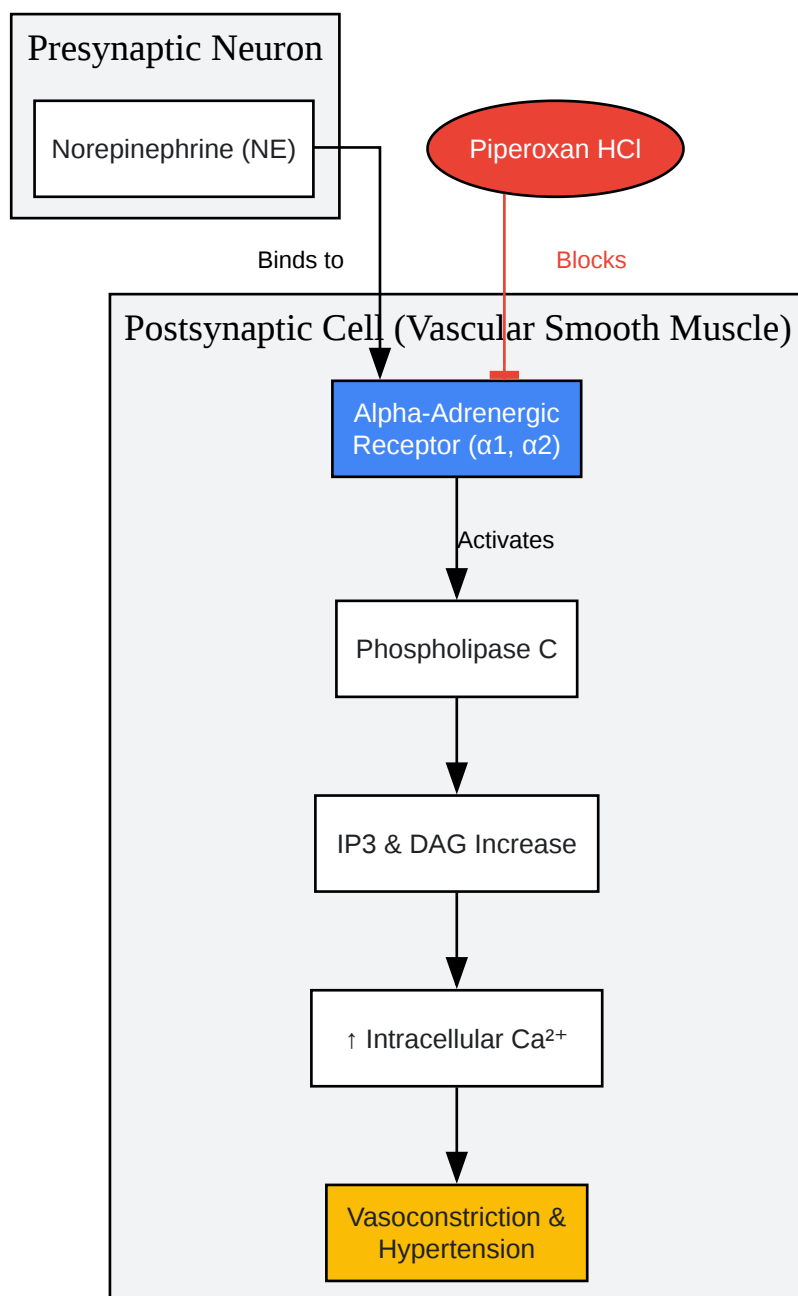 Presynaptic Neuron
Norepinephrine (NE)
Piperoxan HCl
Binds to
Blocks
Postsynaptic Cell (Vascular Smooth Muscle)
Alpha-Adrenergic
Receptor (α1, α2)
Activates
Phospholipase C
IP3 & DAG Increase
↑ Intracellular Ca²⁺
Vasoconstriction &
Hypertension